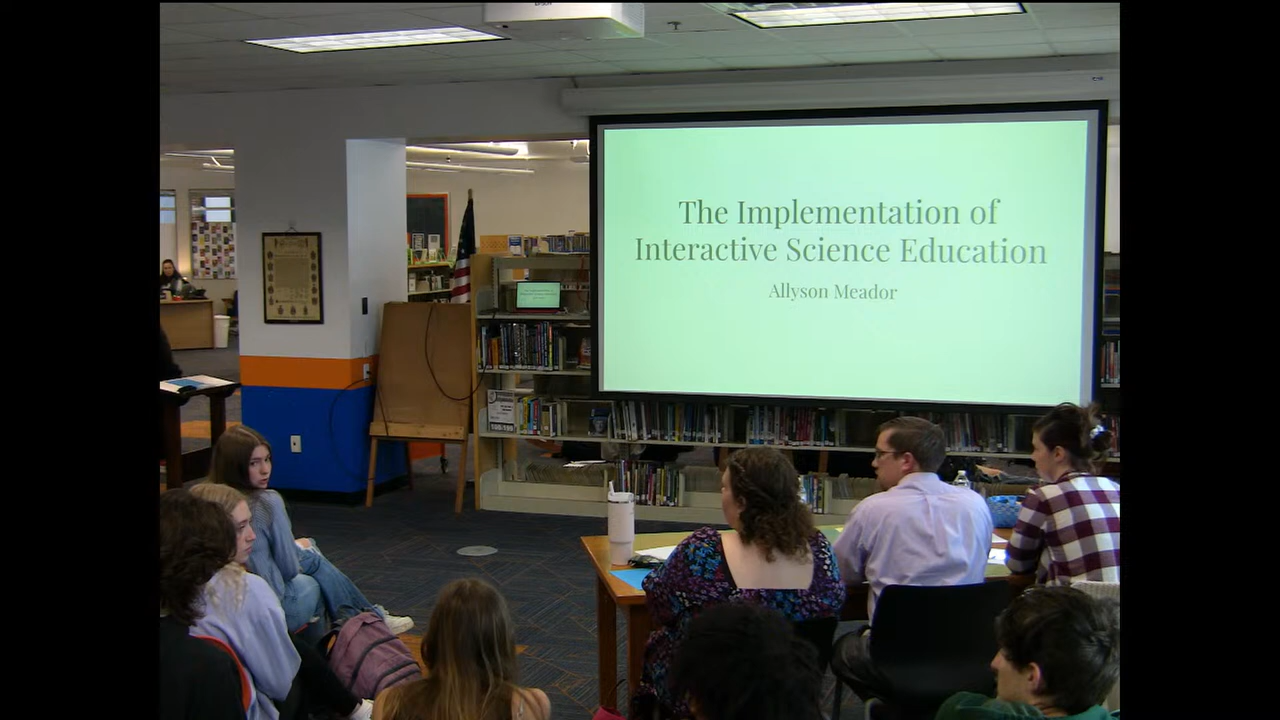 The Implementation of
Interactive Science Education
Allyson Meador